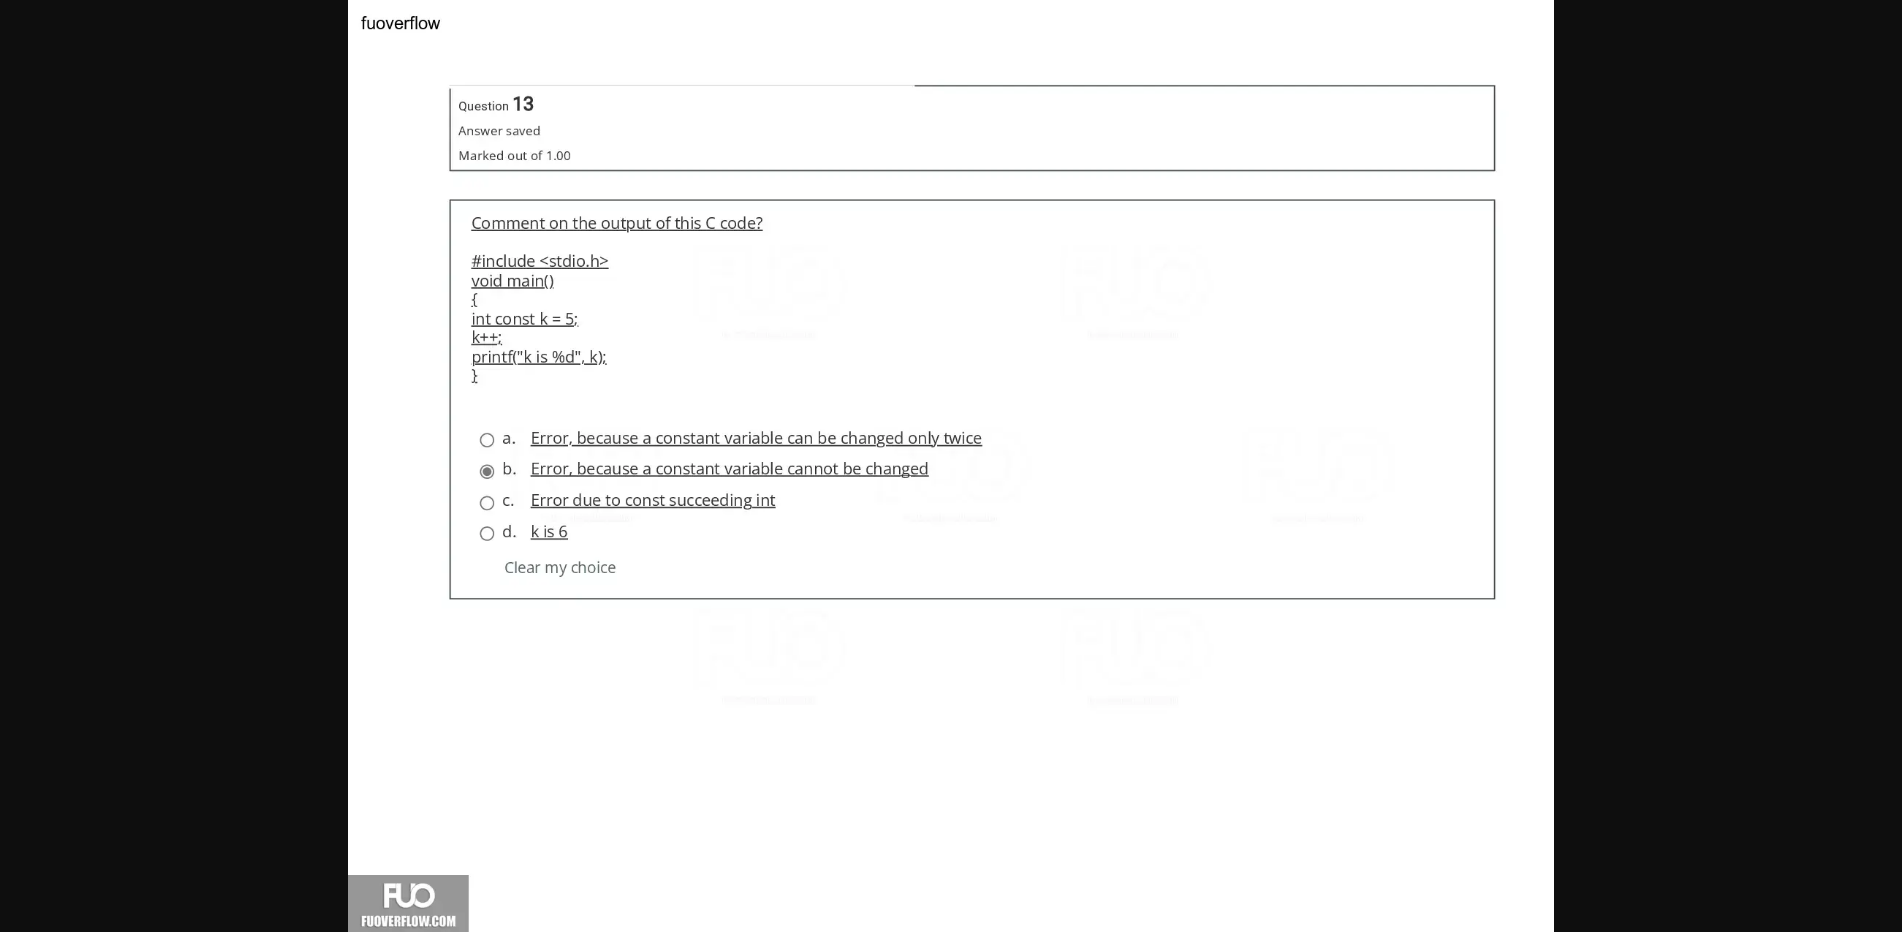 fuoverflow
Question 13
Answer saved
Marked out of 1.00
Comment on the output of this C code?
#include <stdio.h>
void main()
{
int const k = 5;
k++;
printf("k is %d", k);
}
a. Error, because a constant variable can be changed only twice
b. Error, because a constant variable cannot be changed
c. Error due to const succeeding int
d. k is 6
Clear my choice
FUO
FUOVERFLOW.COM